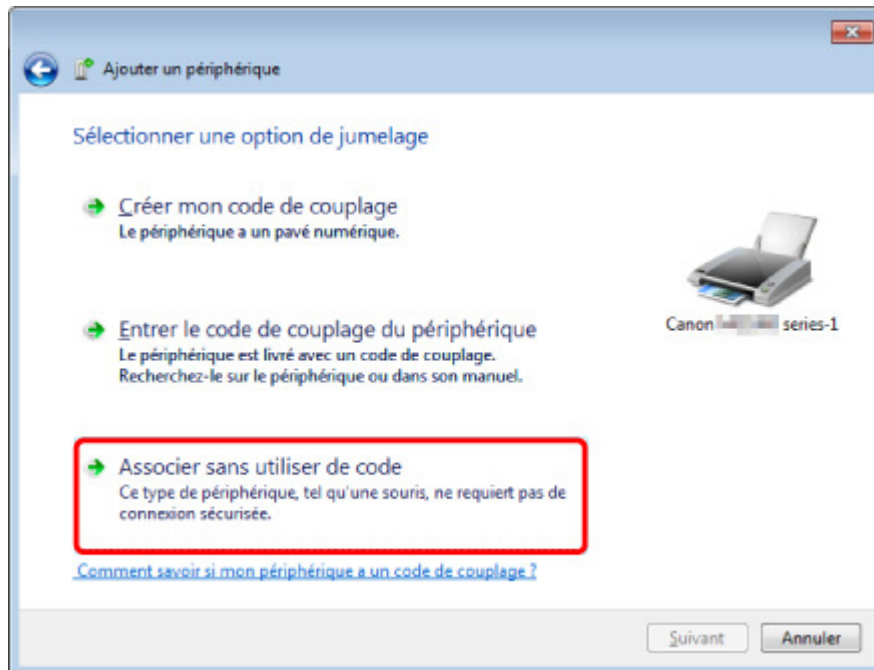 Ajouter un périphérique
Sélectionner une option de jumelage
Créer mon code de couplage
Le périphérique a un pavé numérique.
Entrer le code de couplage du périphérique
Le périphérique est livré avec un code de couplage.
Recherchez-le sur le périphérique ou dans son manuel.
Canon series-1
Associer sans utiliser de code
Ce type de périphérique, tel qu'une souris, ne requiert pas de
connexion sécurisée.
Comment savoir si mon périphérique a un code de couplage ?
Suivant
Annuler